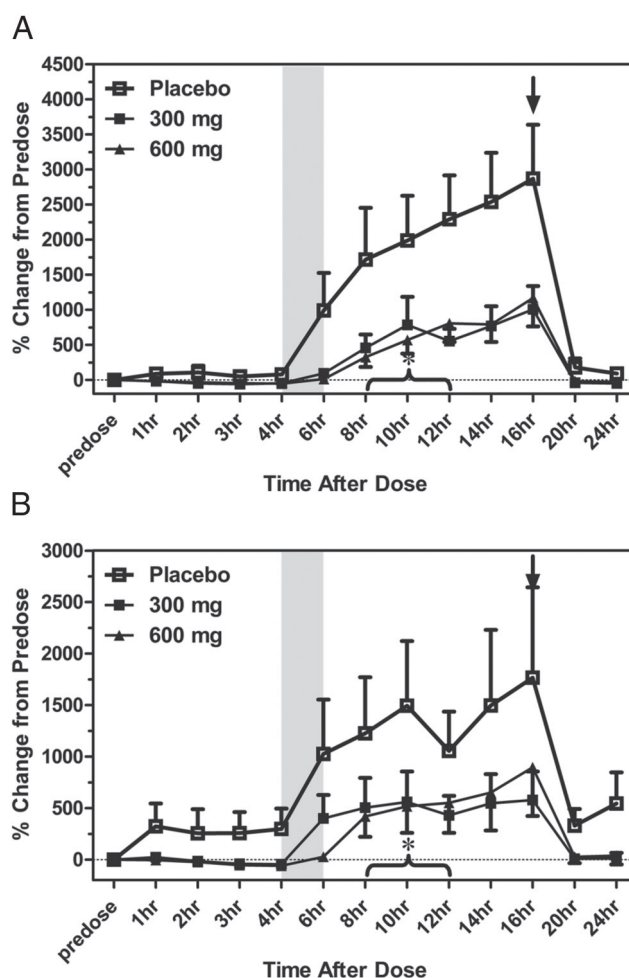 A
4500
4000
3500
3000
2500
2000
1500
1000
500
0
% Change from Predose
Placebo
300 mg
600 mg
*
predose
1hr
2hr
3hr
4hr
6hr
8hr
10hr
12hr
14hr
16hr
20hr
24hr
Time After Dose
B
3000
2500
2000
1500
1000
500
0
% Change from Predose
Placebo
300 mg
600 mg
*
predose
1hr
2hr
3hr
4hr
6hr
8hr
10hr
12hr
14hr
16hr
20hr
24hr
Time After Dose